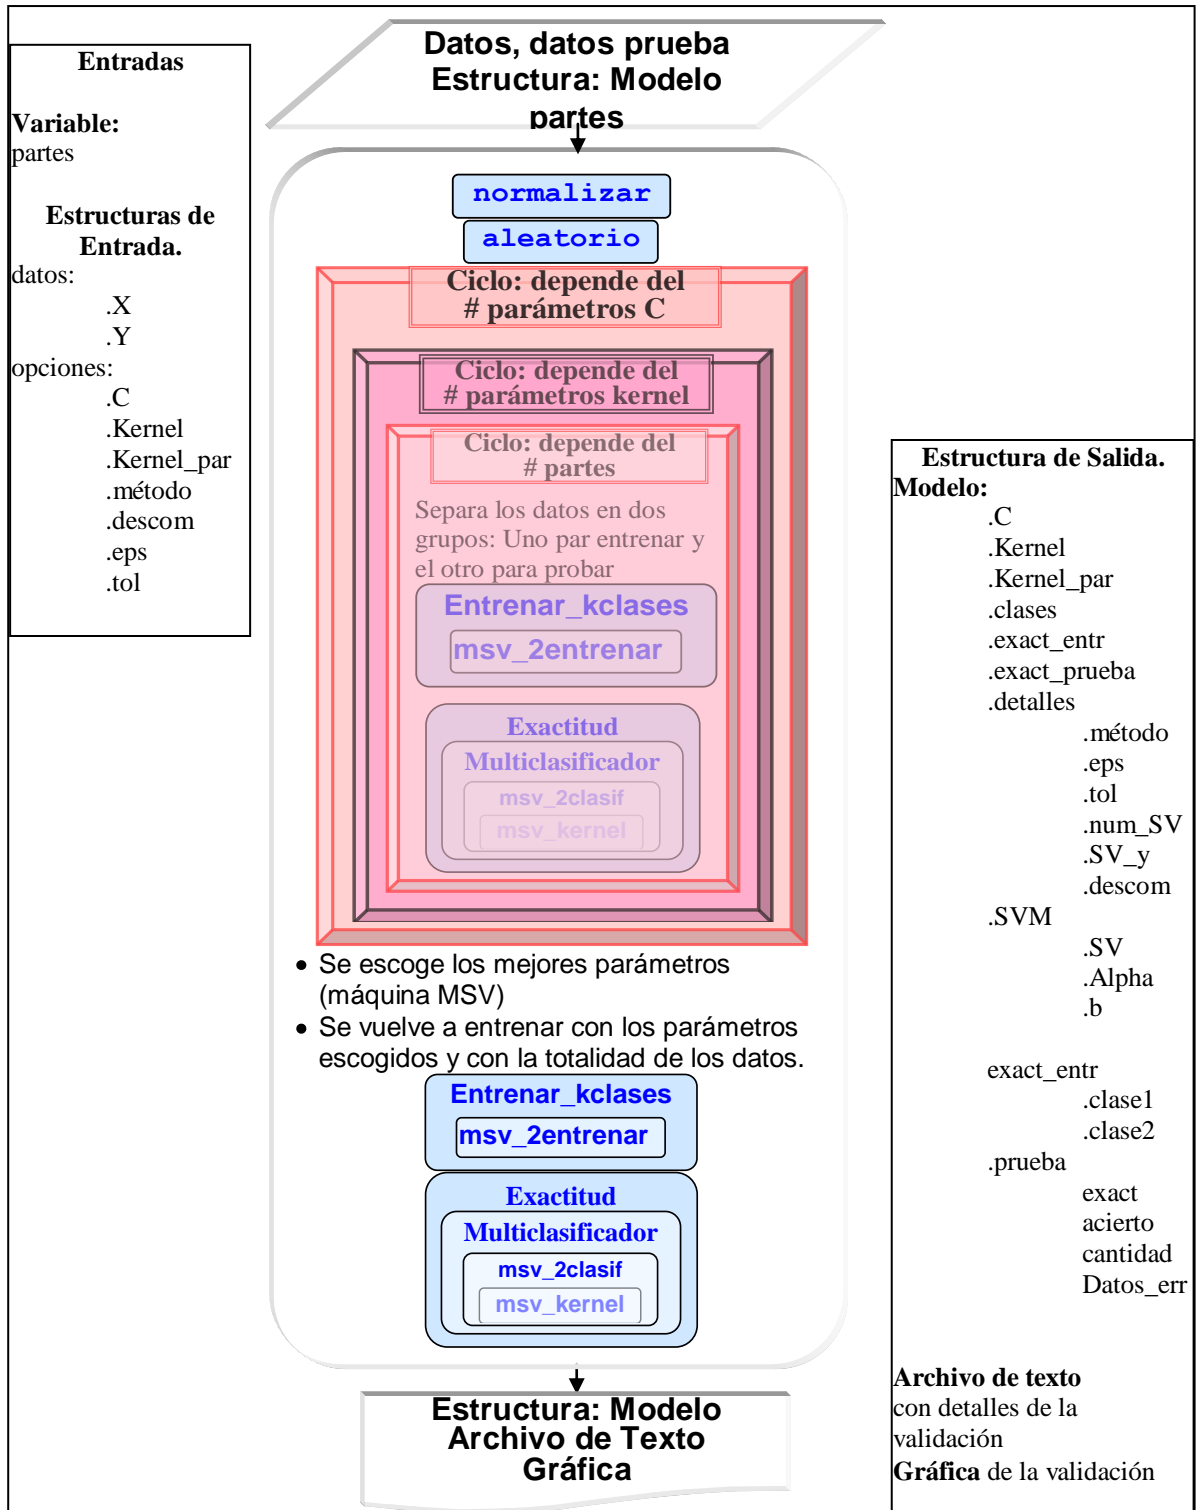 Datos, datos prueba
Estructura: Modelo
partes
Entradas
Variable:
partes
Estructuras de
Entrada.
datos:
.X
.Y
opciones:
.C
.Kernel
.Kernel_par
.método
.descom
.eps
.tol
normalizar
aleatorio
Ciclo: depende del
# parámetros C
Ciclo: depende del
# parámetros kernel
Ciclo: depende del
# partes
Separa los datos en dos
grupos: Uno par entrenar y
el otro para probar
Entrenar_kclases
msv_2entrenar
Exactitud
Multiclasificador
msv_2clasif
msv_kernel
• Se escoge los mejores parámetros
(máquina MSV)
• Se vuelve a entrenar con los parámetros
escogidos y con la totalidad de los datos.
Entrenar_kclases
msv_2entrenar
Exactitud
Multiclasificador
msv_2clasif
msv_kernel
Estructura: Modelo
Archivo de Texto
Gráfica
Estructura de Salida.
Modelo:
.C
.Kernel
.Kernel_par
.clases
.exact_entr
.exact_prueba
.detalles
.método
.eps
.tol
.num_SV
.SV_y
.descom
.SVM
.SV
.Alpha
.b
exact_entr
.clase1
.clase2
.prueba
exact
acierto
cantidad
Datos_err
Archivo de texto
con detalles de la
validación
Gráfica de la validación